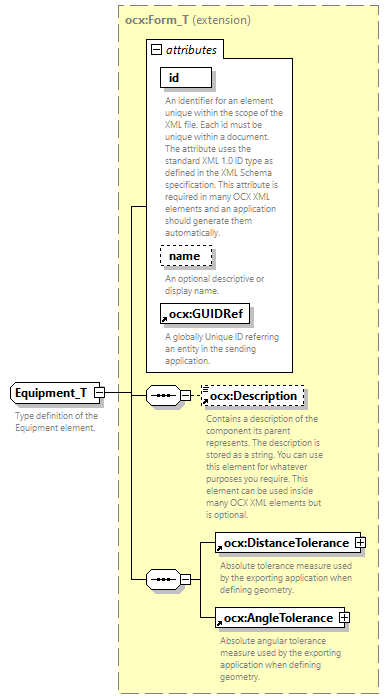 ocx:Form_T (extension)
attributes
id
An identifier for an element
unique within the scope of the
XML file. Each id must be
unique within a document.
The attribute uses the
standard XML 1.0 ID type as
defined in the XML Schema
specification. This attribute is
required in many OCX XML
elements and an application
should generate them
automatically.
name
An optional descriptive or
display name.
ocx:GUIDRef
A globally Unique ID referring
an entity in the sending
application.
Equipment_T
Type definition of the
Equipment element.
ocx:Description
Contains a description of the
component its parent
represents. The description is
stored as a string. You can use
this element for whatever
purposes you require. This
element can be used inside
many OCX XML elements but
is optional.
ocx:DistanceTolerance
Absolute tolerance measure used
by the exporting application when
defining geometry.
ocx:AngleTolerance
Absolute angular tolerance
measure used by the exporting
application when defining
geometry.